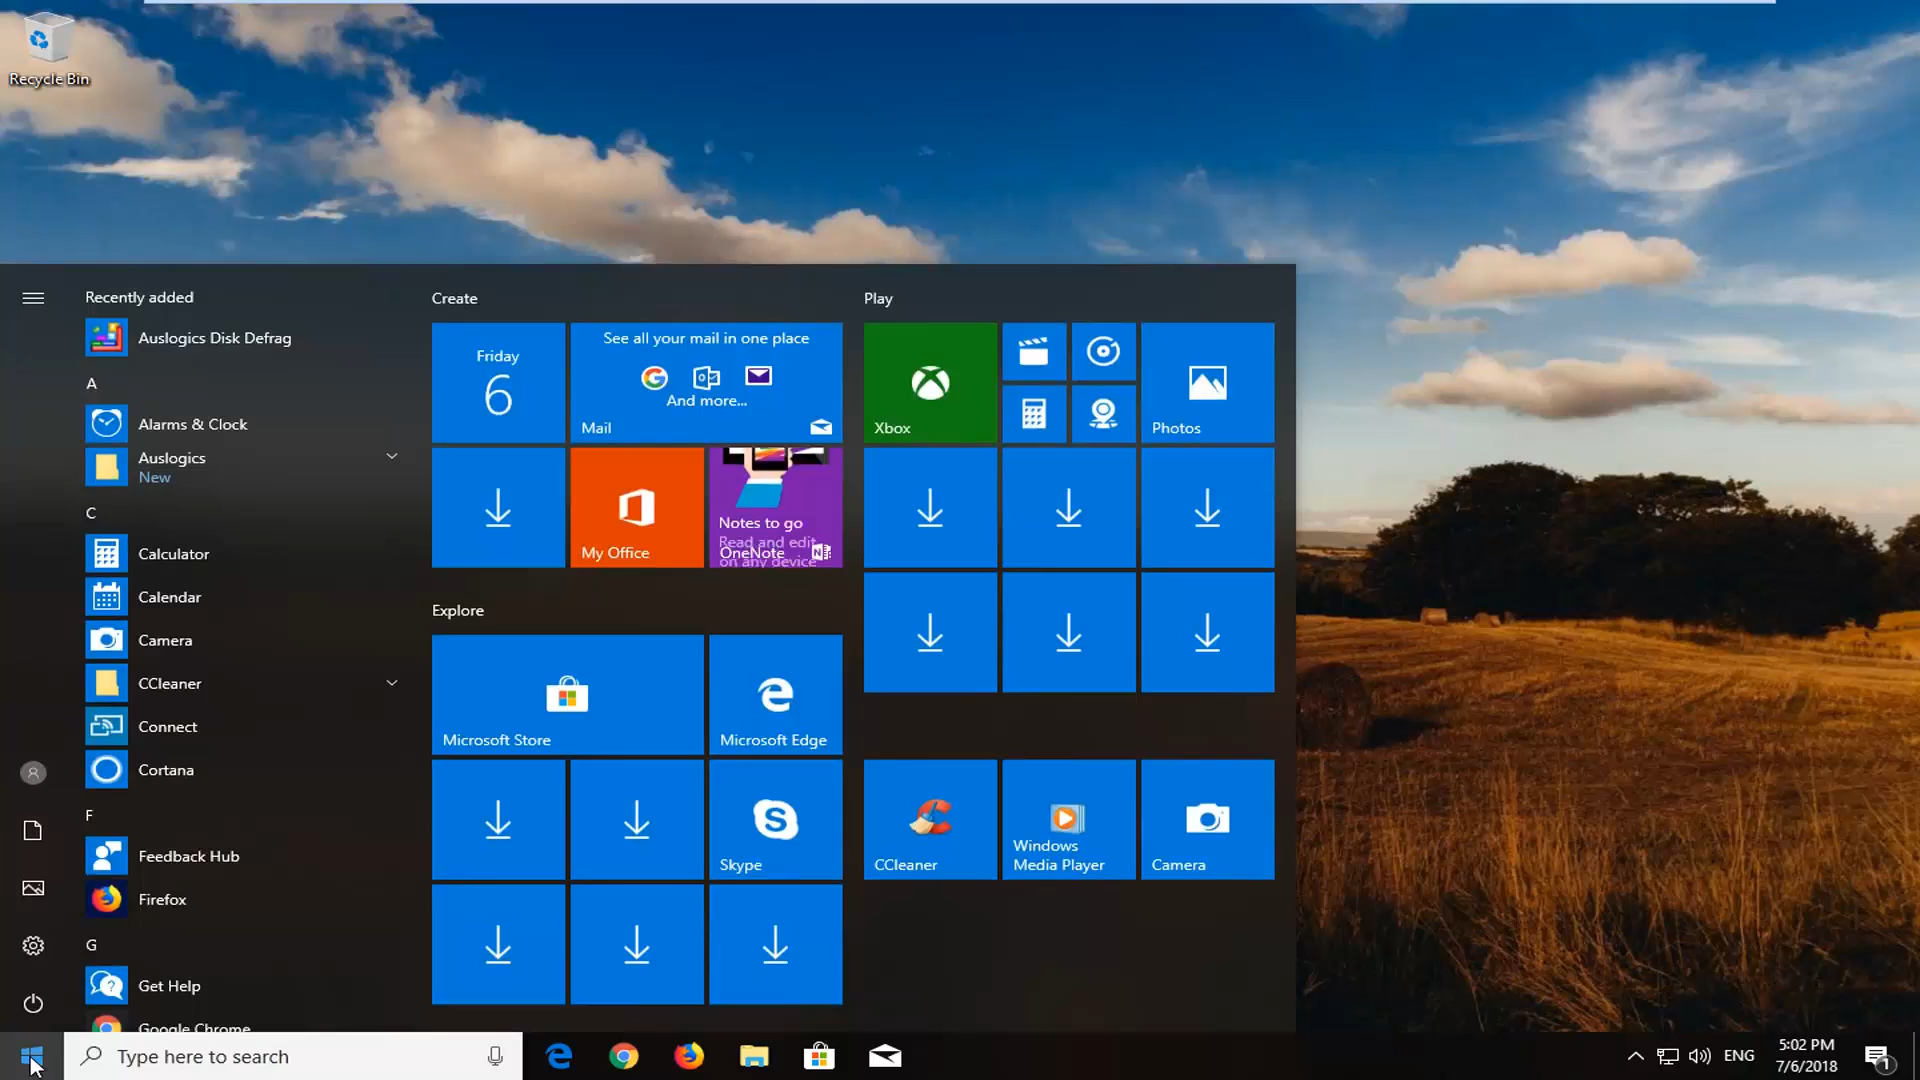 Recycle Bin
Recently added
Auslogics Disk Defrag
A
Alarms & Clock
Auslogics
New
C
Calculator
Calendar
Camera
CCleaner
Connect
Cortana
F
Feedback Hub
Firefox
G
Get Help
Google Chrome
Create
Friday
6
See all your mail in one place
And more...
Mail
My Office
Notes to go
Read and edit
on any device
OneNote
Explore
Microsoft Store
Microsoft Edge
Skype
Play
Xbox
Photos
CCleaner
Windows
Media Player
Camera
Type here to search
ENG
5:02 PM
7/6/2018
1